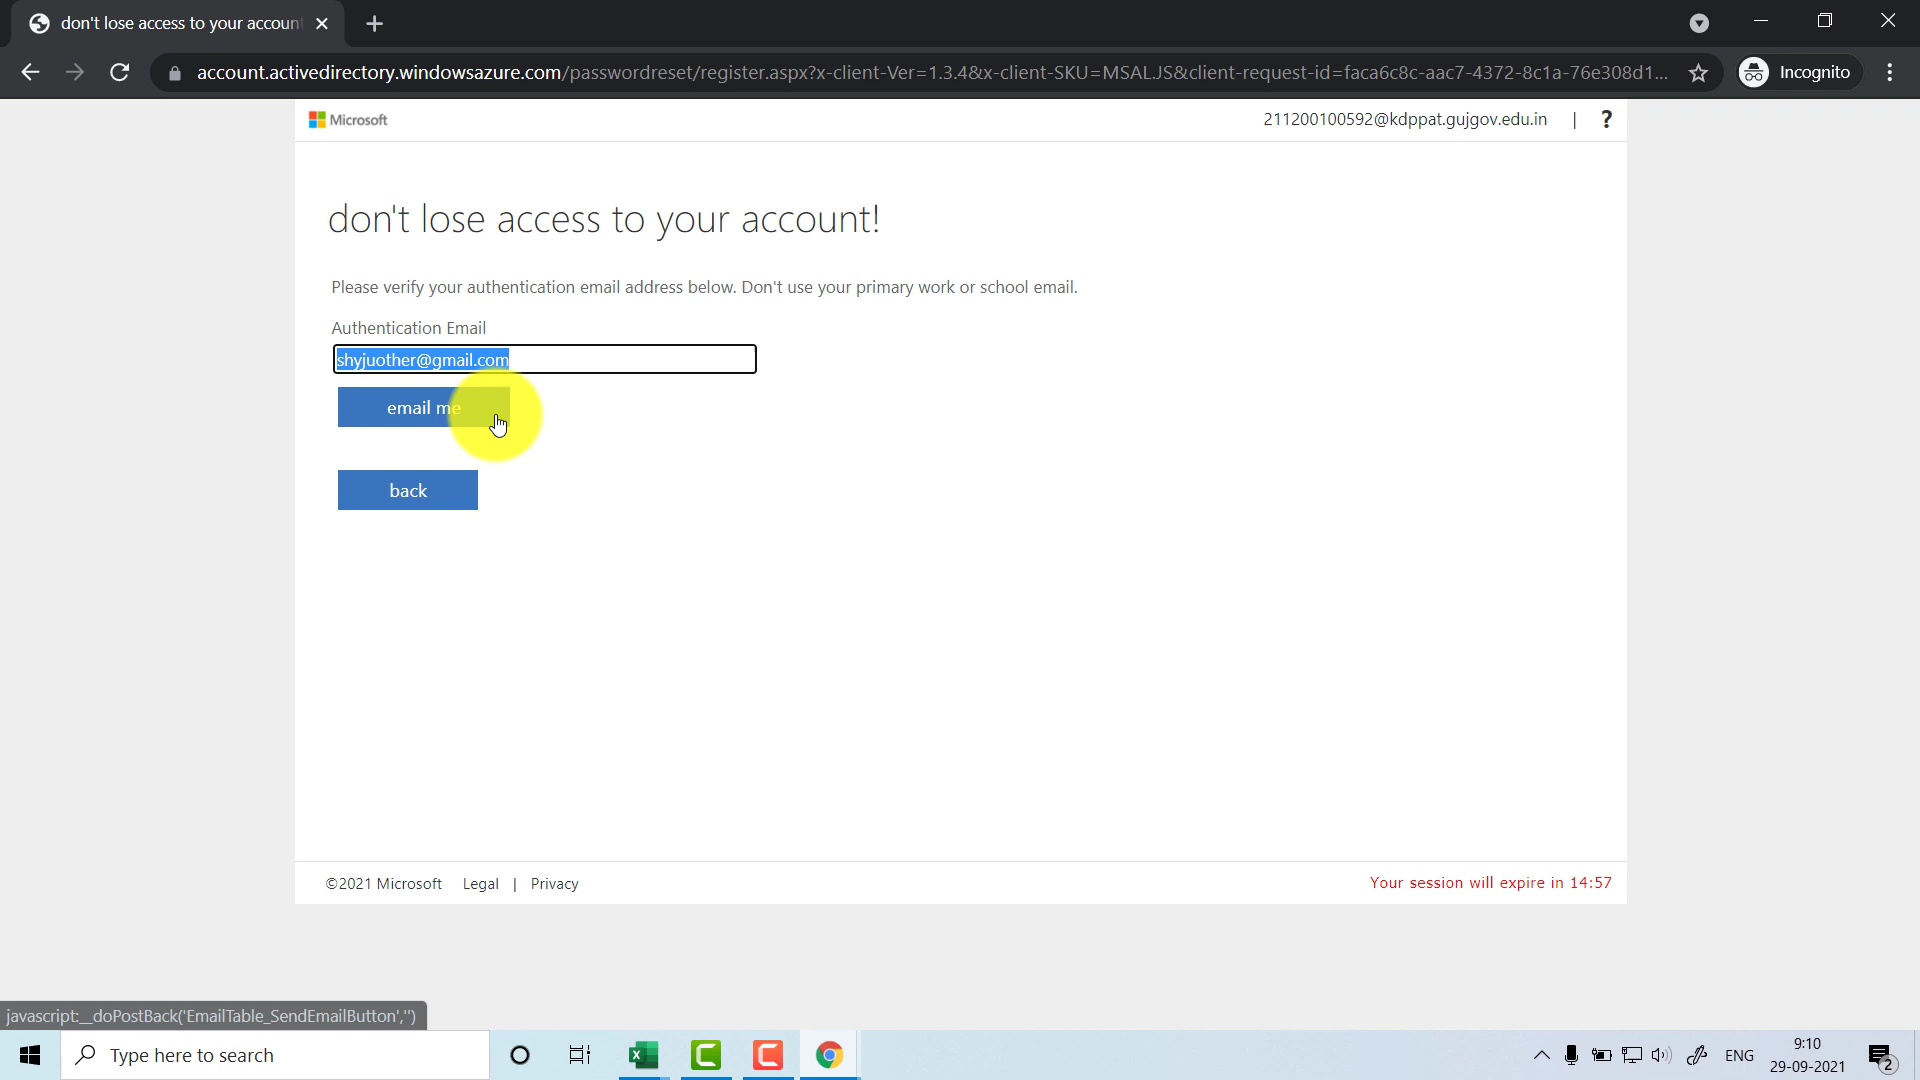 don't lose access to your accoun
account.activedirectory.windowsazure.com/passwordreset/register.aspx?x-client-Ver=1.3.4&x-client-SKU=MSAL.JS&client-request-id=faca6c8c-aac7-4372-8c1a-76e308d1...
Incognito
Microsoft
211200100592@kdppat.gujgov.edu.in | ?
don't lose access to your account!
Please verify your authentication email address below. Don't use your primary work or school email.
Authentication Email
shyjuother@gmail.com
email me
back
©2021 Microsoft Legal | Privacy
Your session will expire in 14:57
javascript:__doPostBack('EmailTable_SendEmailButton','')
Type here to search
ENG
9:10
29-09-2021
2